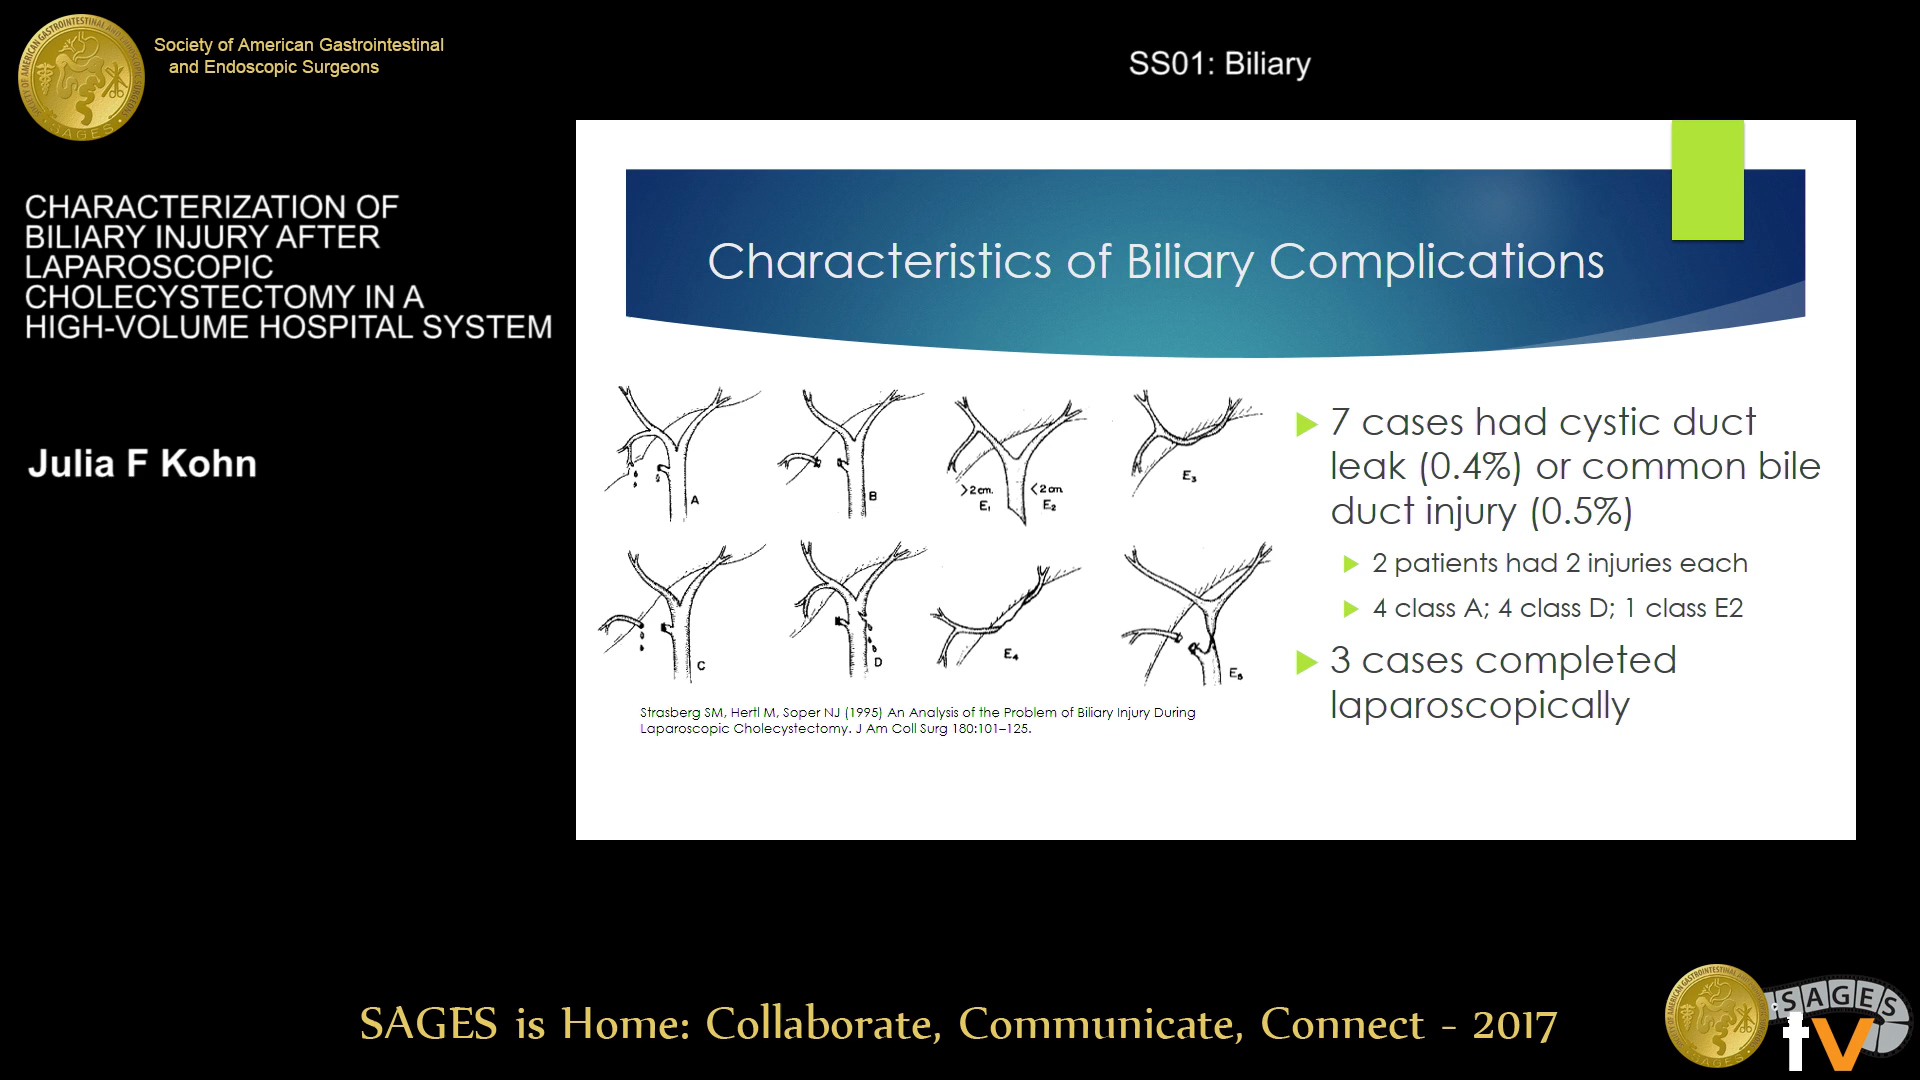 Society of American Gastrointestinal
and Endoscopic Surgeons
SS01: Biliary
CHARACTERIZATION OF
BILIARY INJURY AFTER
LAPAROSCOPIC
CHOLECYSTECTOMY IN A
HIGH-VOLUME HOSPITAL SYSTEM
Julia F Kohn
Characteristics of Biliary Complications
A
B
>2cm.
E₁
<2cm
E₂
E₃
C
D
E₄
E₅
Strasberg SM, Hertl M, Soper NJ (1995) An Analysis of the Problem of Biliary Injury During
Laparoscopic Cholecystectomy. J Am Coll Surg 180:101–125.
7 cases had cystic duct
leak (0.4%) or common bile
duct injury (0.5%)
2 patients had 2 injuries each
4 class A; 4 class D; 1 class E2
3 cases completed
laparoscopically
SAGES is Home: Collaborate, Communicate, Connect - 2017
SAGES
tv